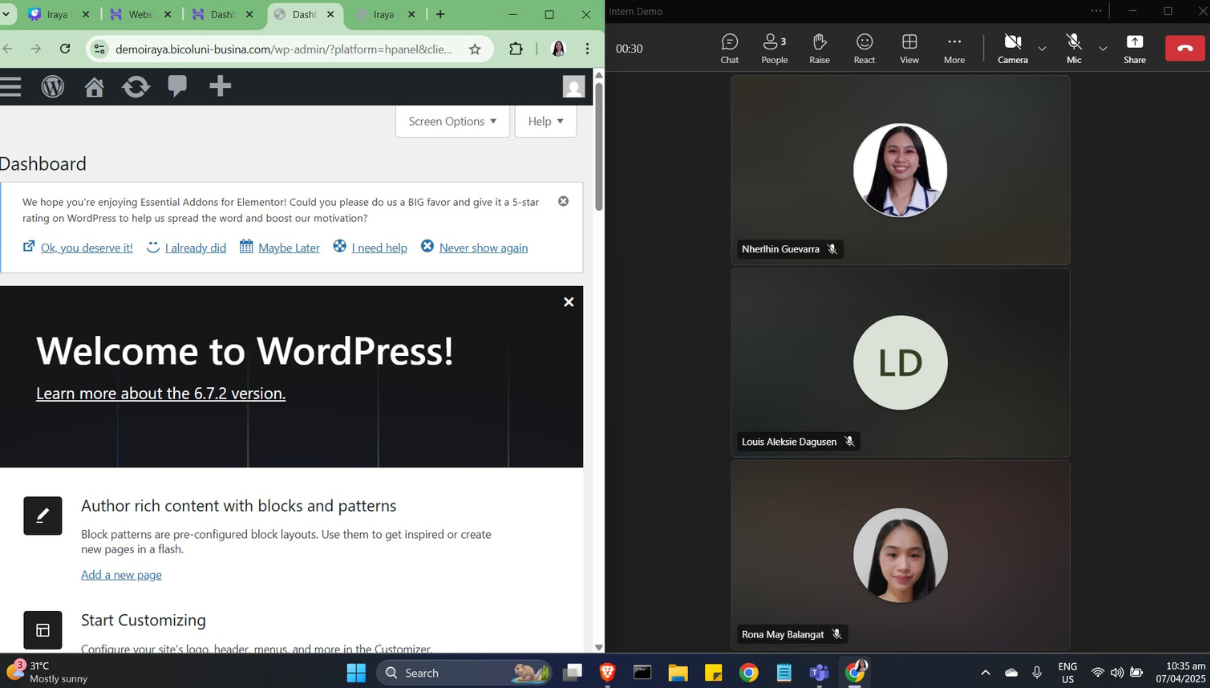 Iraya
Webs
Dashl
Dashl
Iraya
demoiraya.bicoluni-busina.com/wp-admin/?platform=hpanel&clie...
Screen Options
Help
Dashboard
We hope you're enjoying Essential Addons for Elementor! Could you please do us a BIG favor and give it a 5-star
rating on WordPress to help us spread the word and boost our motivation?
Ok, you deserve it!
I already did
Maybe Later
I need help
Never show again
Welcome to WordPress!
Learn more about the 6.7.2 version.
Author rich content with blocks and patterns
Block patterns are pre-configured block layouts. Use them to get inspired or create
new pages in a flash.
Add a new page
Start Customizing
Configure your site's logo, header, menus, and more in the Customizer.
Intern Demo
00:30
Chat
People
3
Raise
React
View
More
Camera
Mic
Share
Nherlhin Guevarra
LD
Louis Aleksie Dagusen
Rona May Balangat
3
31°C
Mostly sunny
Search
ENG
US
10:35 am
07/04/2025